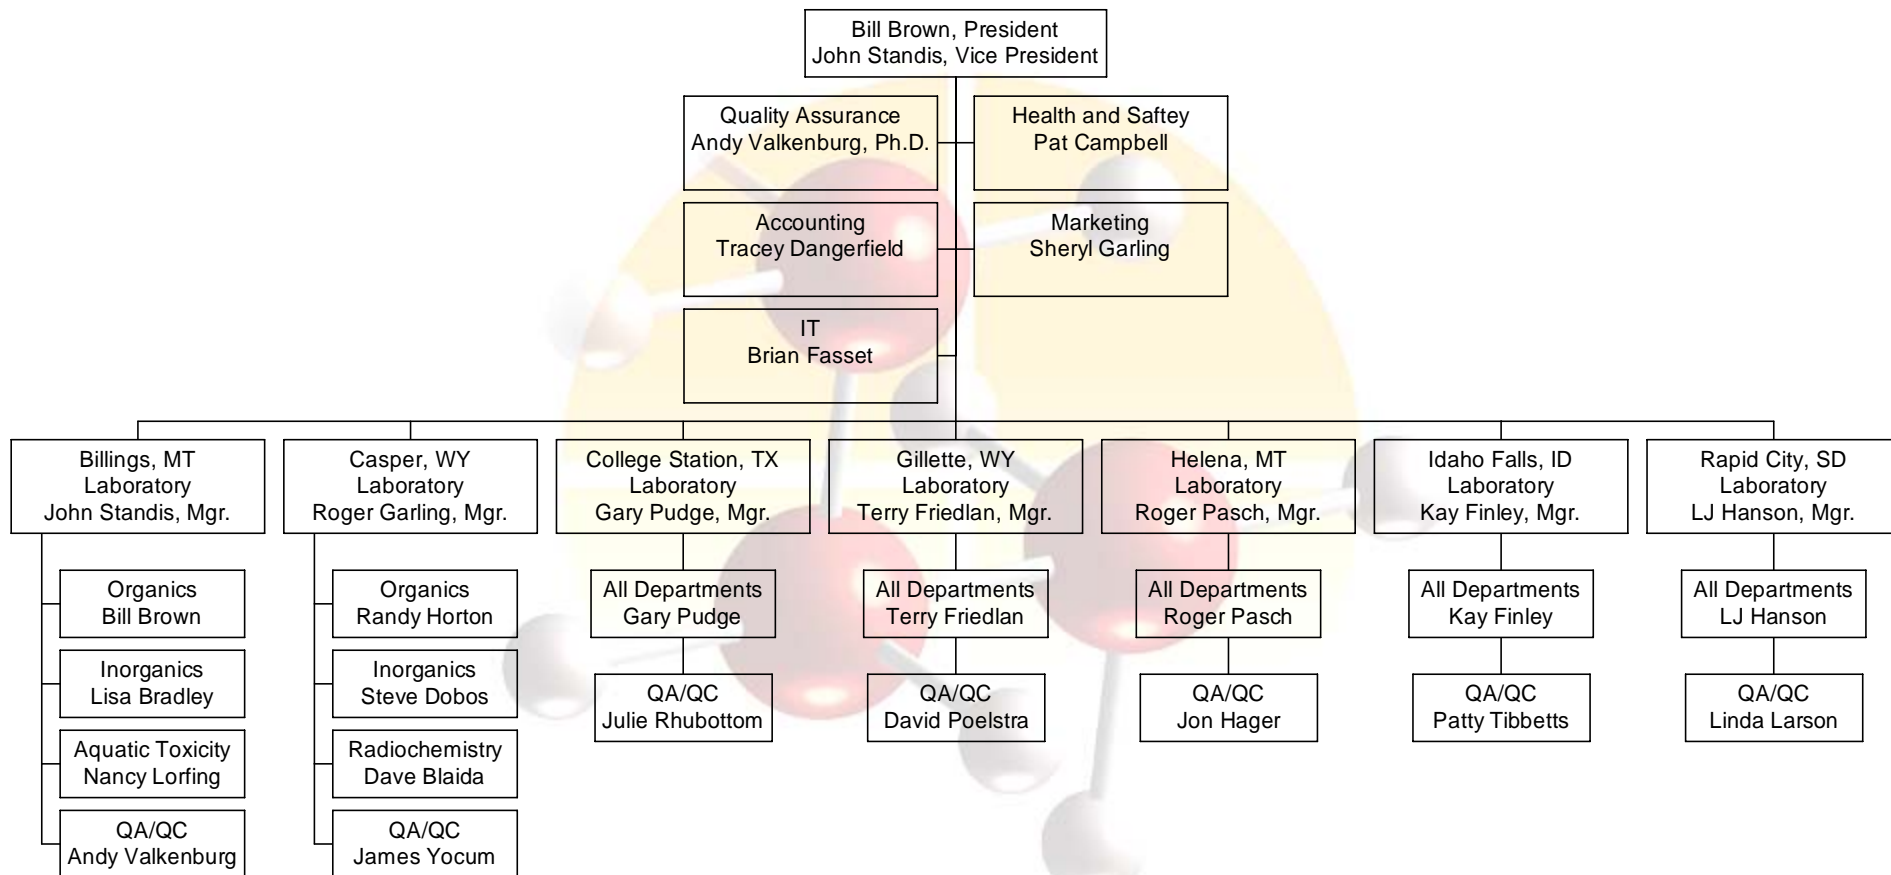 Bill Brown, President
John Standis, Vice President
Quality Assurance
Andy Valkenburg, Ph.D.
Health and Saftey
Pat Campbell
Accounting
Tracey Dangerfield
Marketing
Sheryl Garling
IT
Brian Fasset
Billings, MT
Laboratory
John Standis, Mgr.
Casper, WY
Laboratory
Roger Garling, Mgr.
College Station, TX
Laboratory
Gary Pudge, Mgr.
Gillette, WY
Laboratory
Terry Friedlan, Mgr.
Helena, MT
Laboratory
Roger Pasch, Mgr.
Idaho Falls, ID
Laboratory
Kay Finley, Mgr.
Rapid City, SD
Laboratory
LJ Hanson, Mgr.
Organics
Bill Brown
Inorganics
Lisa Bradley
Aquatic Toxicity
Nancy Lorfing
QA/QC
Andy Valkenburg
Organics
Randy Horton
Inorganics
Steve Dobos
Radiochemistry
Dave Blaida
QA/QC
James Yocum
All Departments
Gary Pudge
QA/QC
Julie Rhubottom
All Departments
Terry Friedlan
QA/QC
David Poelstra
All Departments
Roger Pasch
QA/QC
Jon Hager
All Departments
Kay Finley
QA/QC
Patty Tibbetts
All Departments
LJ Hanson
QA/QC
Linda Larson